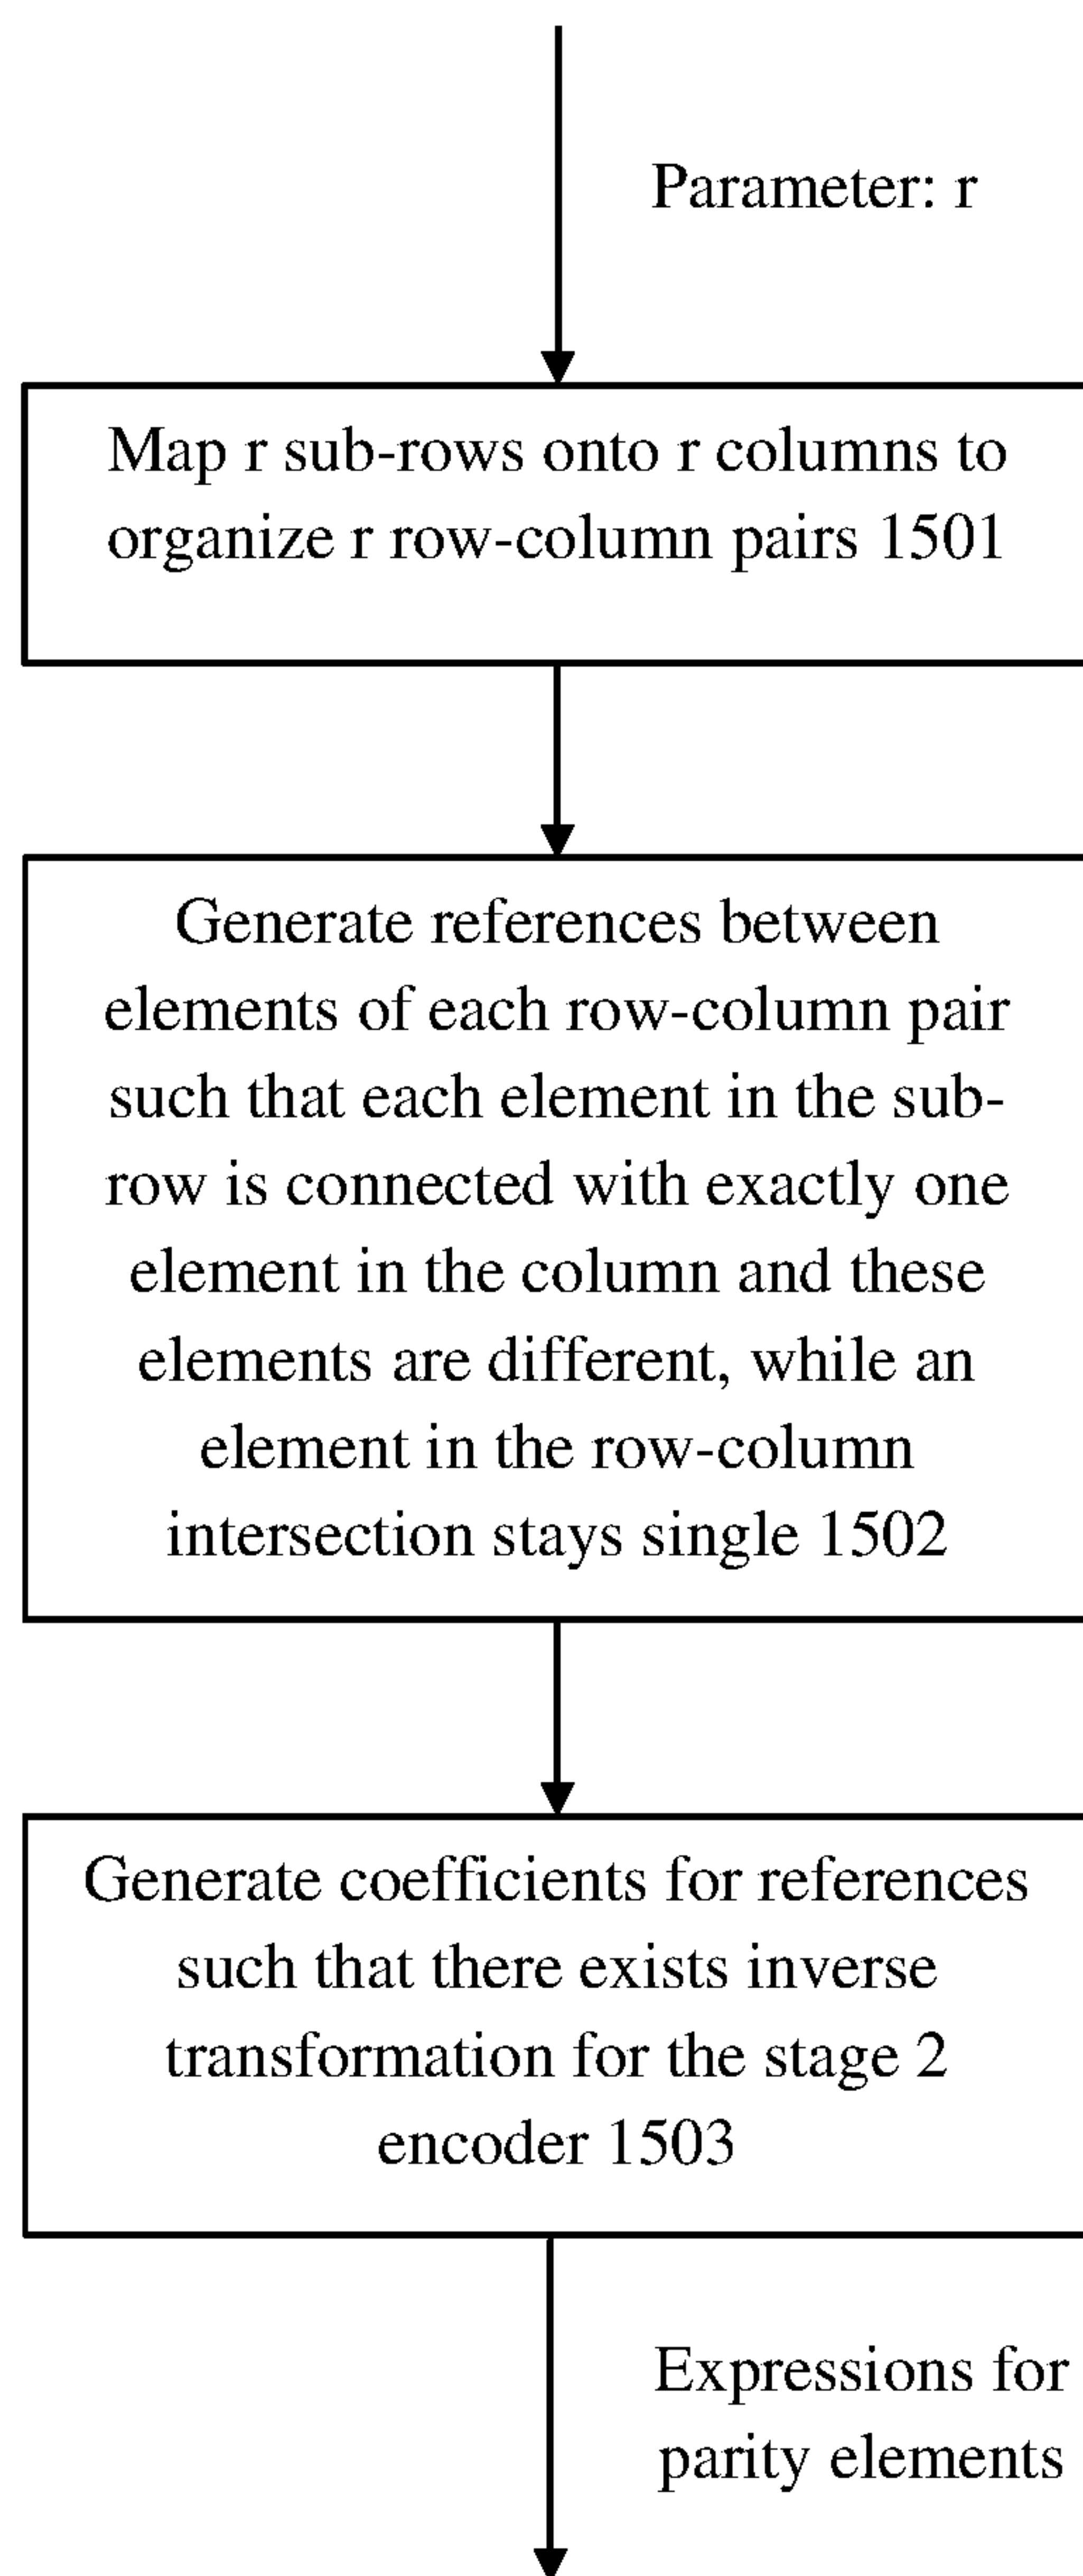 Parameter: r
Map r sub-rows onto r columns to
organize r row-column pairs 1501
Generate references between
elements of each row-column pair
such that each element in the sub-
row is connected with exactly one
element in the column and these
elements are different, while an
element in the row-column
intersection stays single 1502
Generate coefficients for references
such that there exists inverse
transformation for the stage 2
encoder 1503
Expressions for
parity elements